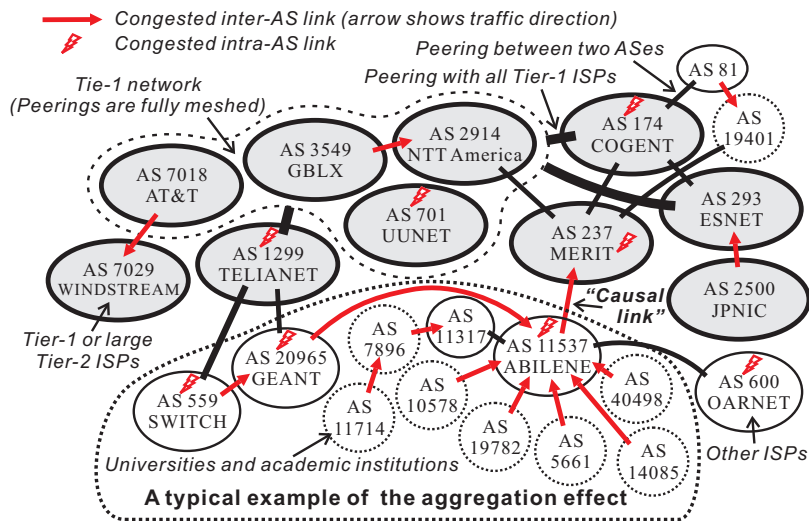 Congested inter-AS link (arrow shows traffic direction)
Congested intra-AS link
Peering between two ASes
Tie-1 network
(Peerings are fully meshed)
Peering with all Tier-1 ISPs
AS 81
AS
19401
AS 174
COGENT
AS 2914
NTT America
AS 3549
GBLX
AS 7018
AT&T
AS 701
UUNET
AS 293
ESNET
AS 237
MERIT
AS 1299
TELIANET
AS 7029
WINDSTREAM
AS 2500
JPNIC
"Causal
link"
Tier-1 or large
Tier-2 ISPs
AS
7896
AS
11317
AS 11537
ABILENE
AS 20965
GEANT
AS 559
SWITCH
AS
11714
AS
10578
AS
19782
AS
5661
AS
40498
AS
14085
AS 600
OARNET
Other ISPs
Universities and academic institutions
A typical example of the aggregation effect